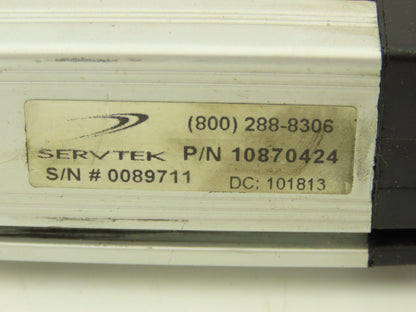 (800) 288-8306
SERVTEK P/N 10870424
S/N # 0089711 DC: 101813